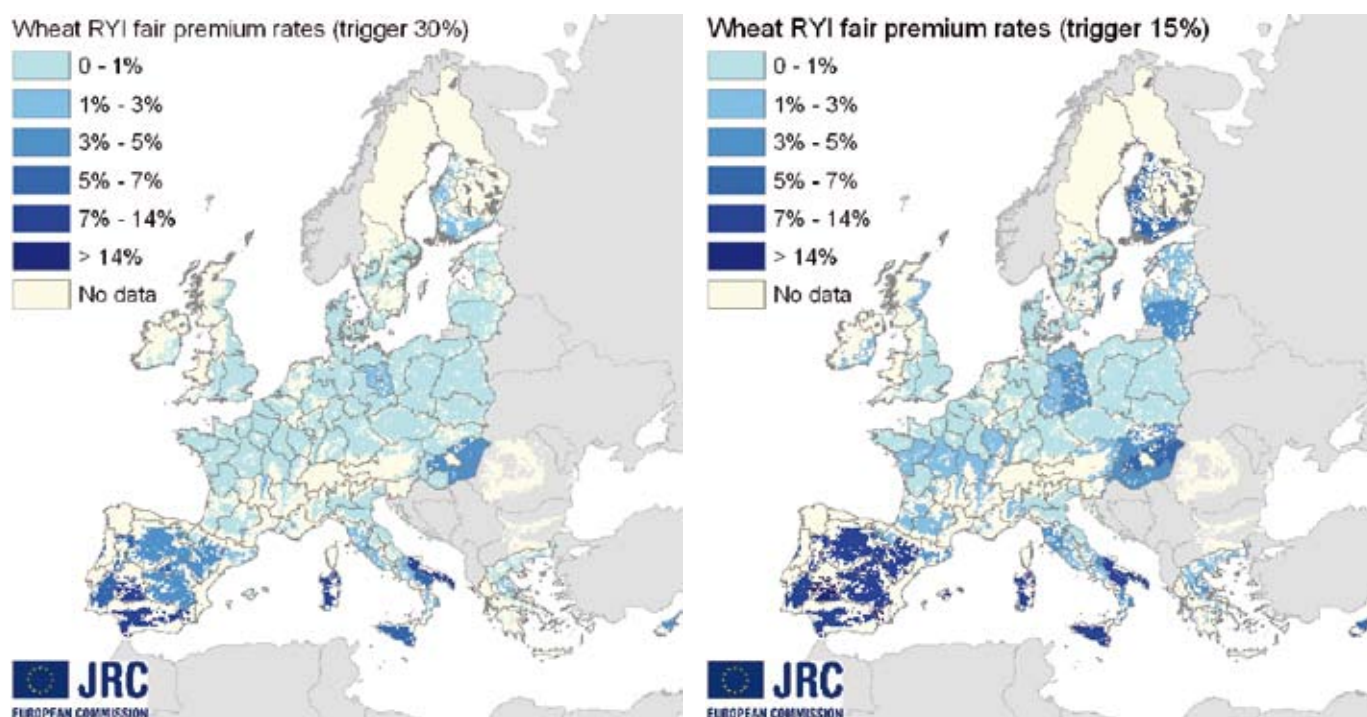 Wheat RYI fair premium rates (trigger 30%)
0 - 1%
1% - 3%
3% - 5%
5% - 7%
7% - 14%
> 14%
No data
JRC
EUROPEAN COMMISSION
Wheat RYI fair premium rates (trigger 15%)
0 - 1%
1% - 3%
3% - 5%
5% - 7%
7% - 14%
> 14%
No data
JRC
EUROPEAN COMMISSION